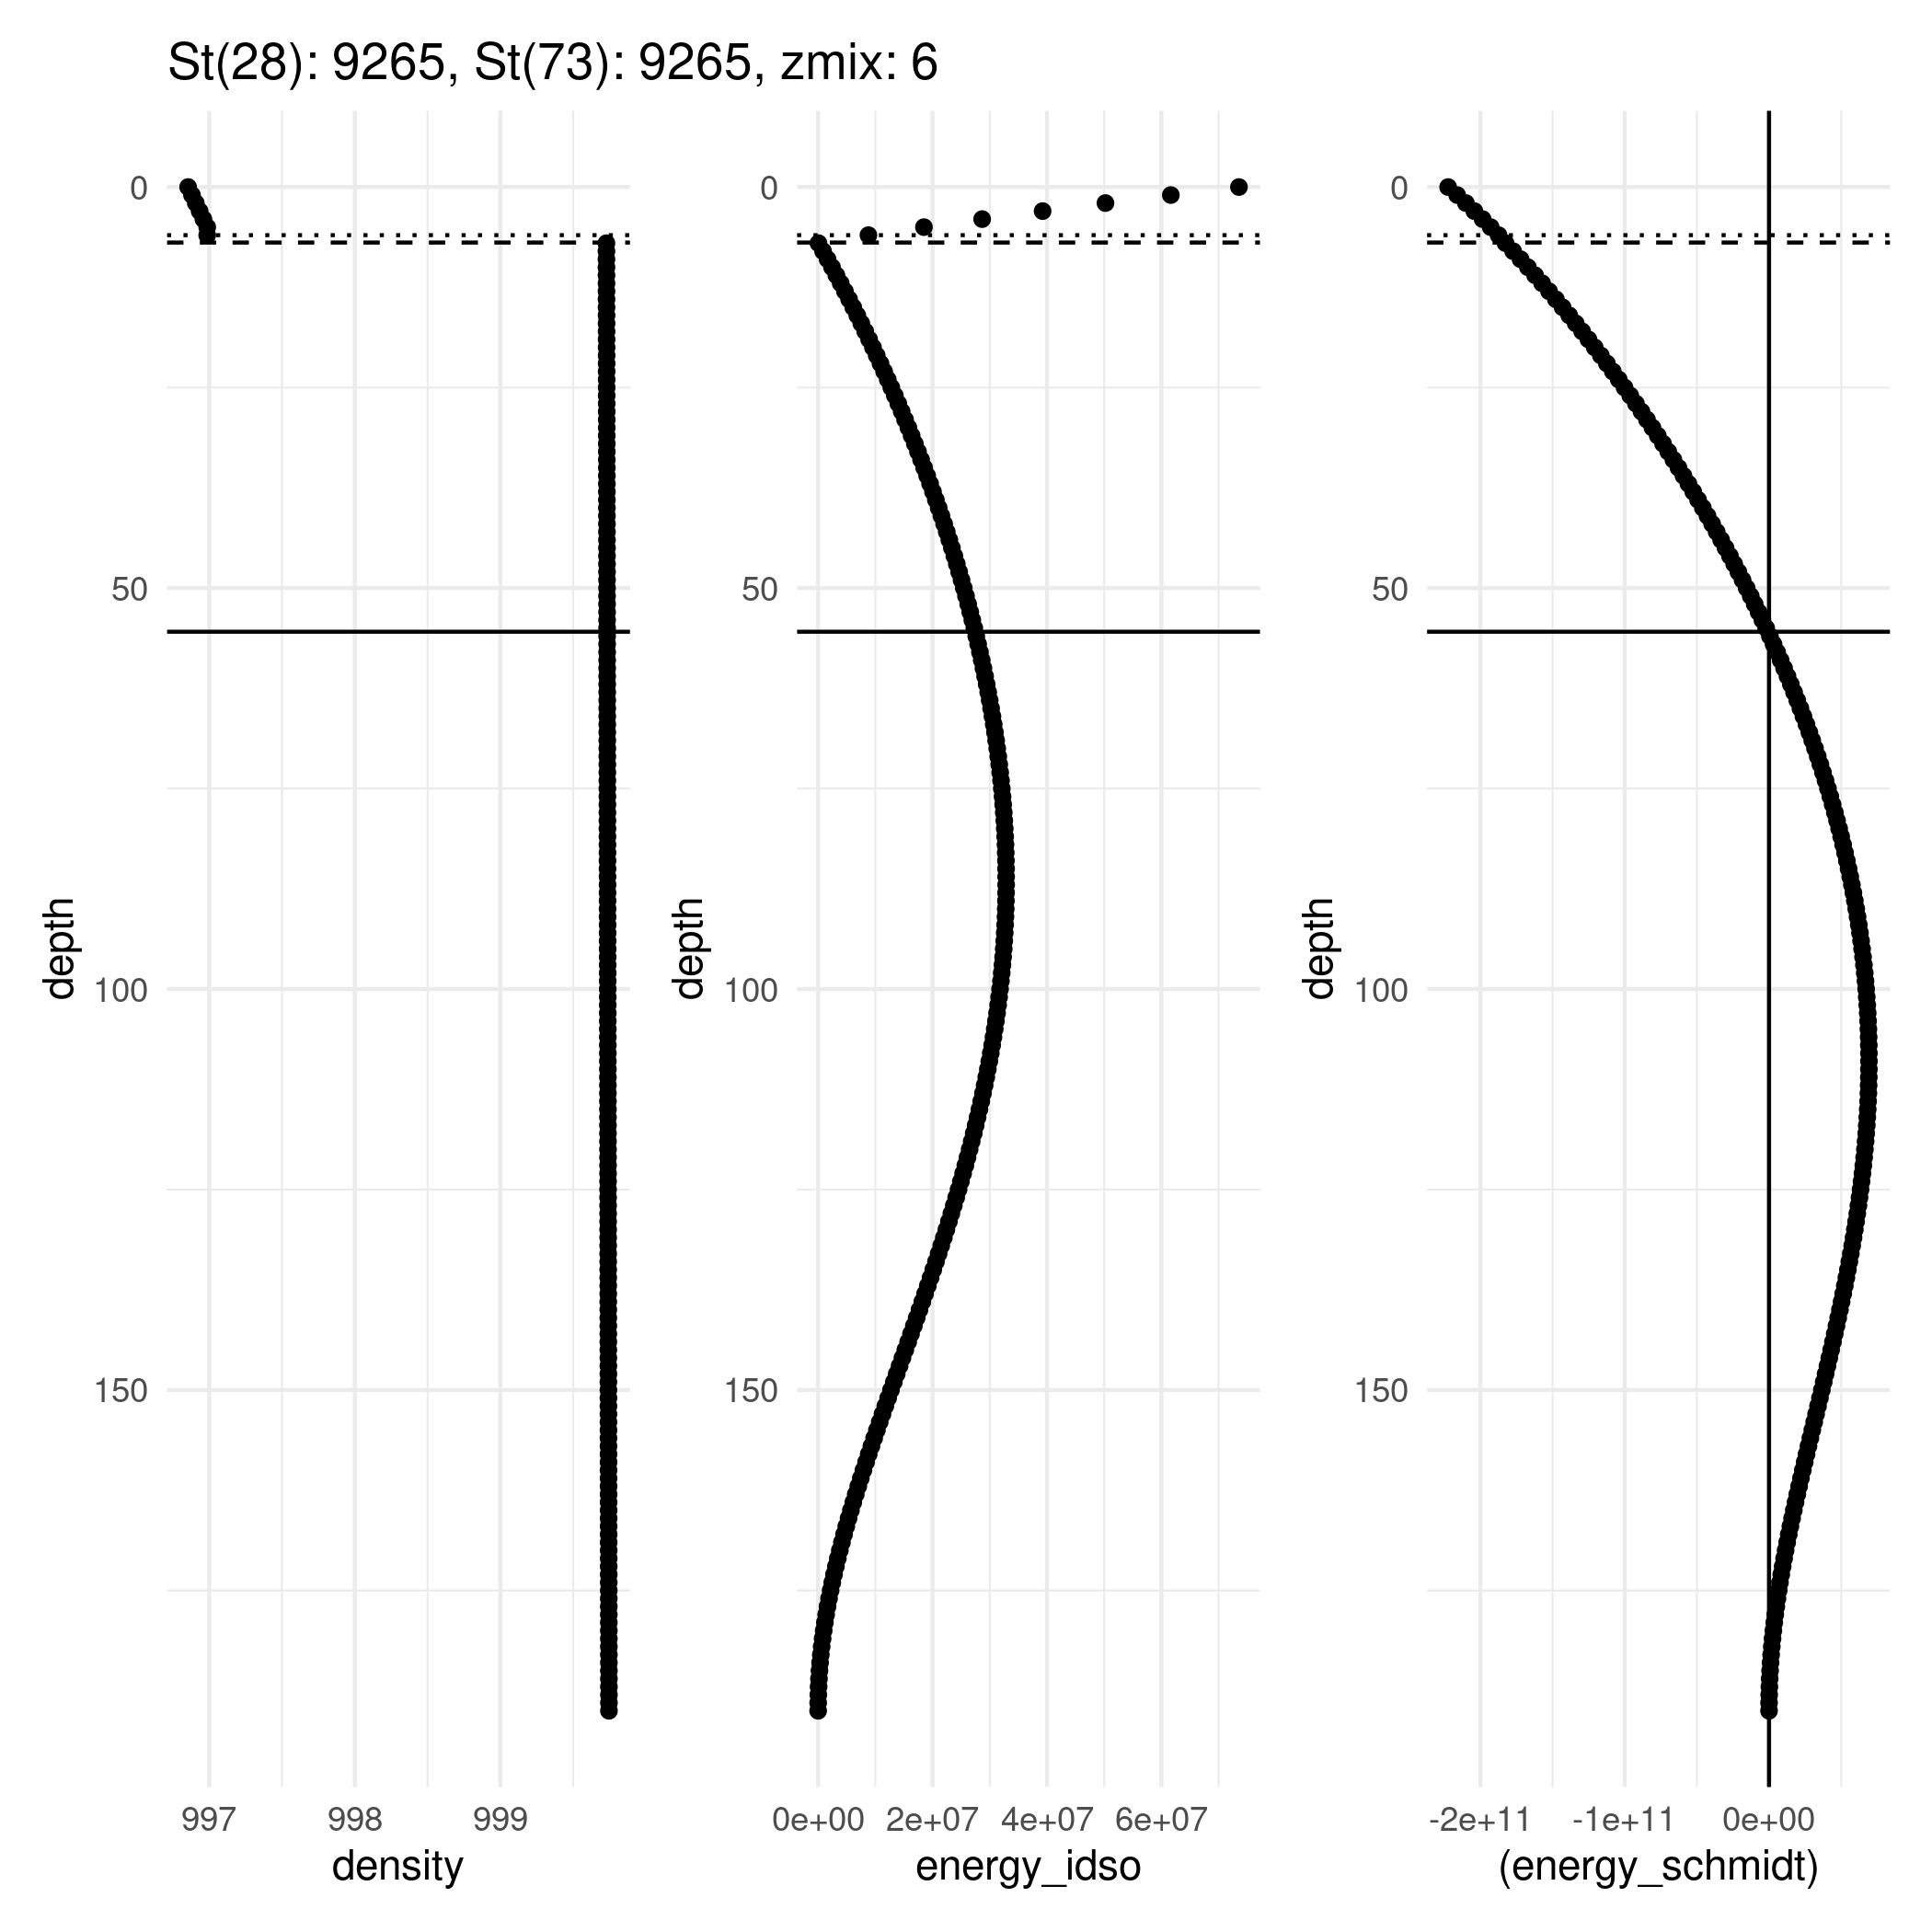 St(28): 9265, St(73): 9265, zmix: 6
0
50
100
150
depth
997
998
999
density
0
50
100
150
depth
0e+00
2e+07
4e+07
6e+07
energy_idso
0
50
100
150
depth
-2e+11
-1e+11
0e+00
(energy_schmidt)